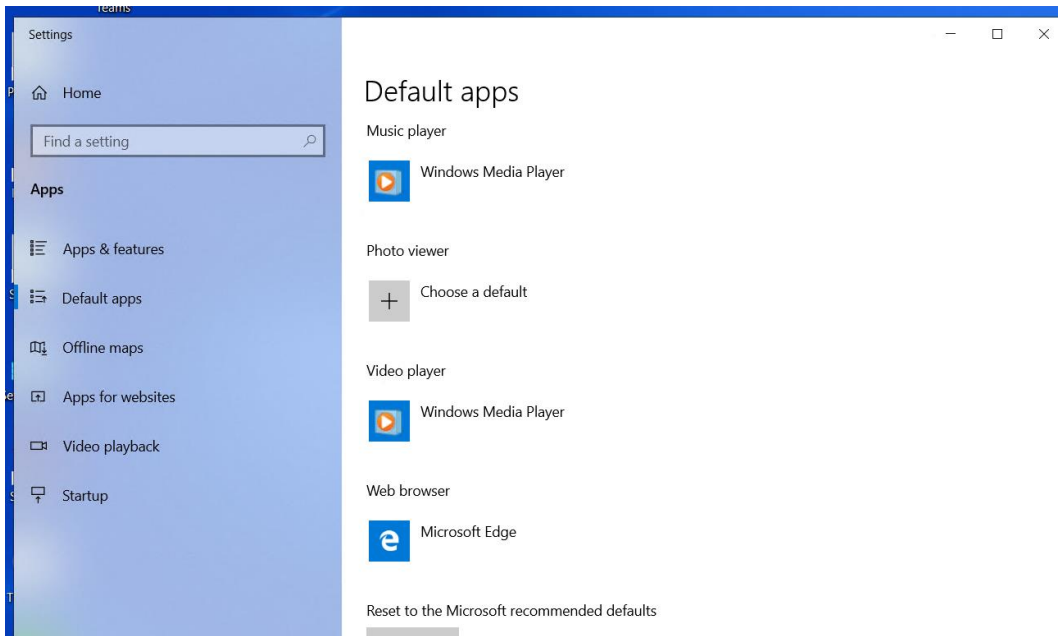 Teams
Settings
Home
Find a setting
Apps
Apps & features
Default apps
Offline maps
Apps for websites
Video playback
Startup
Default apps
Music player
Windows Media Player
Photo viewer
Choose a default
Video player
Windows Media Player
Web browser
Microsoft Edge
Reset to the Microsoft recommended defaults